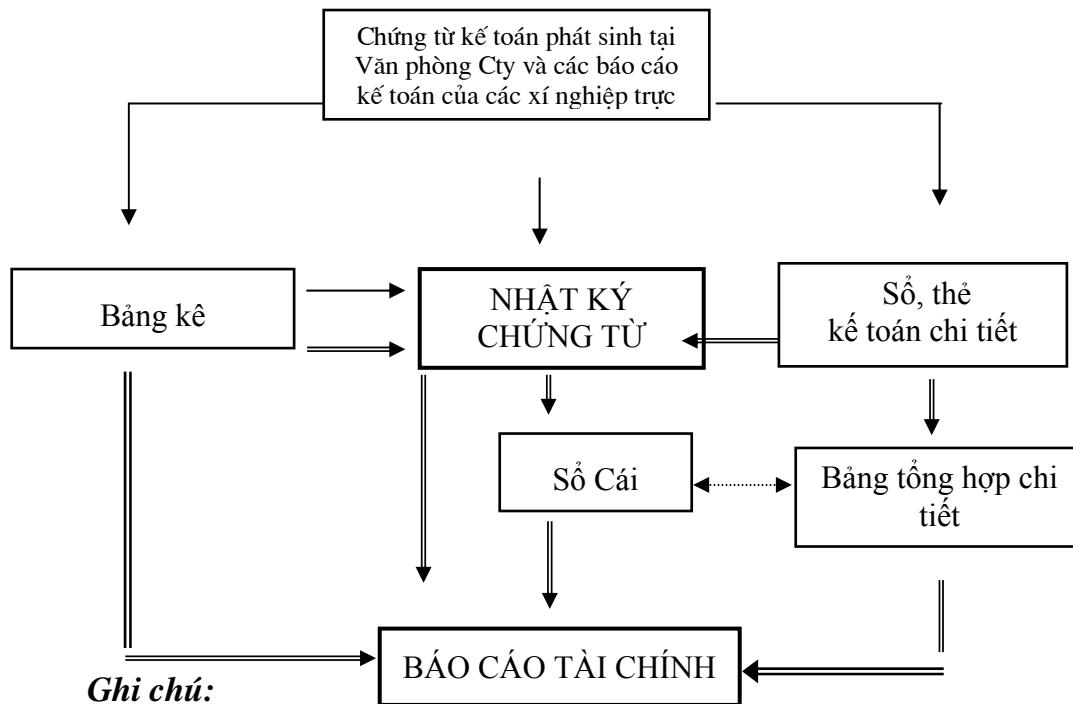 Chứng từ kế toán phát sinh tại
Văn phòng Cty và các báo cáo
kế toán của các xí nghiệp trực
Bảng kê
NHẬT KÝ
CHỨNG TỪ
Sổ, thẻ
kế toán chi tiết
Sổ Cái
Bảng tổng hợp chi
tiết
BÁO CÁO TÀI CHÍNH
Ghi chú: